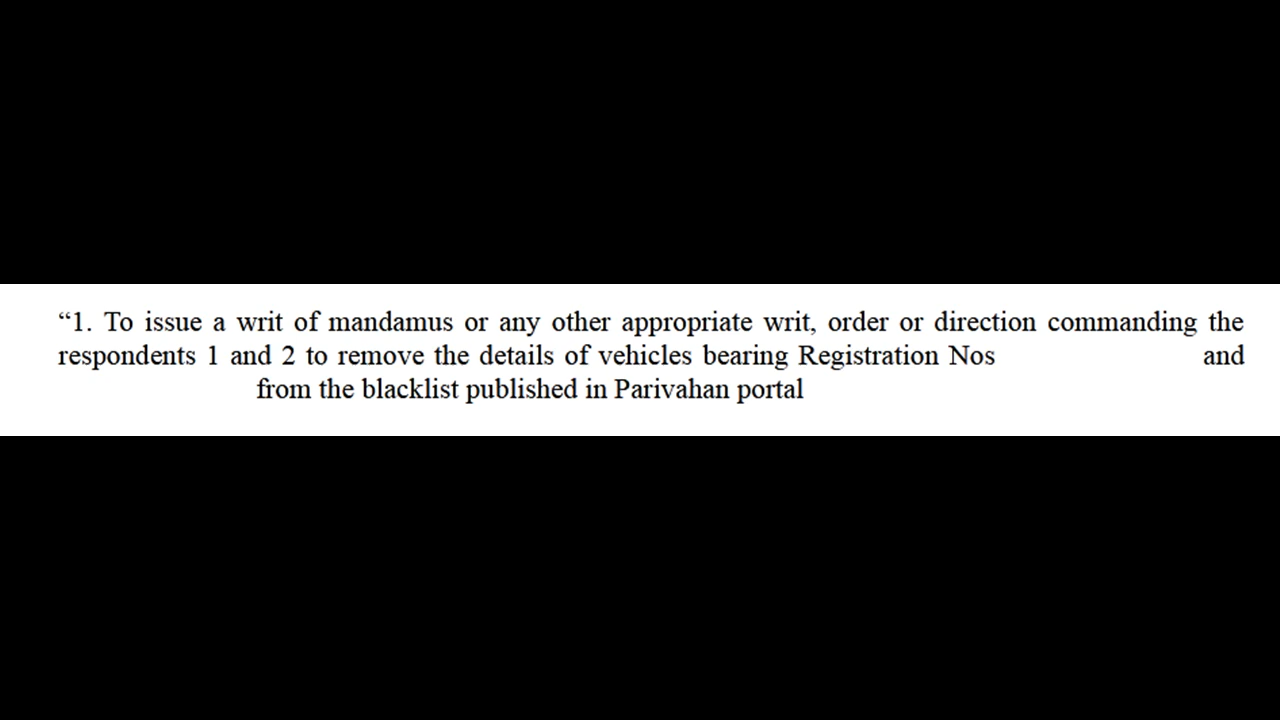 “1. To issue a writ of mandamus or any other appropriate writ, order or direction commanding the
respondents 1 and 2 to remove the details of vehicles bearing Registration Nos and
from the blacklist published in Parivahan portal